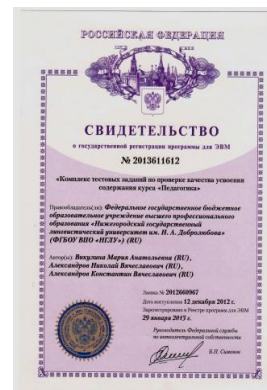 РОССИЙСКАЯ ФЕДЕРАЦИЯ
СВИДЕТЕЛЬСТВО
о государственной регистрации программы для ЭВМ
№ 2013611612
«Комплекс тестовых заданий по проверке качества усвоения
содержания курса «Педагогика»
Правообладатель(ли): Федеральное государственное бюджетное
образовательное учреждение высшего профессионального
образования «Нижегородский государственный
лингвистический университет им. Н. А. Добролюбова»
(ФГБОУ ВПО «НГЛУ») (RU)
Автор(ы): Викулина Мария Анатольевна (RU),
Александров Николай Вячеславович (RU),
Александров Константин Вячеславович (RU)
Заявка № 2012660967
Дата поступления 12 декабря 2012 г.
Зарегистрировано в Реестре программ для ЭВМ
29 января 2013 г.
Руководитель Федеральной службы
по интеллектуальной собственности
Б.П. Симонов